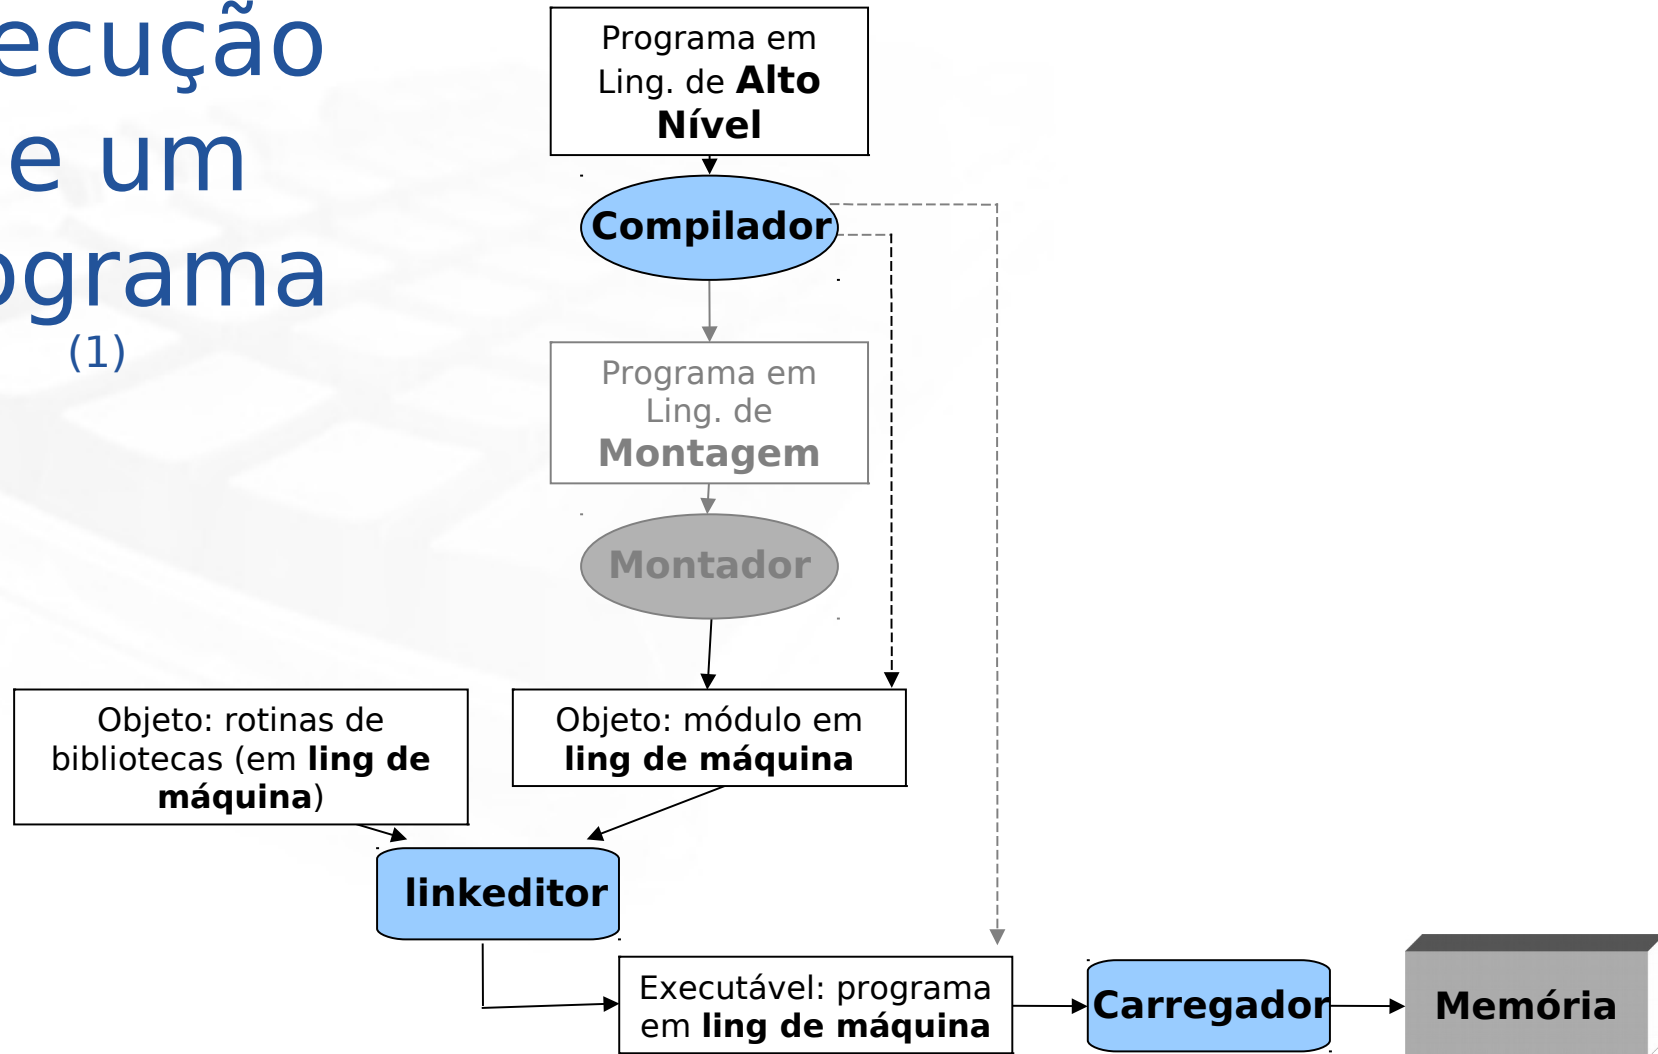 ecução
e um
ograma
(1)
Programa em
Ling. de Alto
Nível
Compilador
Programa em
Ling. de
Montagem
Montador
Objeto: rotinas de
bibliotecas (em ling de
máquina)
Objeto: módulo em
ling de máquina
linkeditor
Executável: programa
em ling de máquina
Carregador
Memória